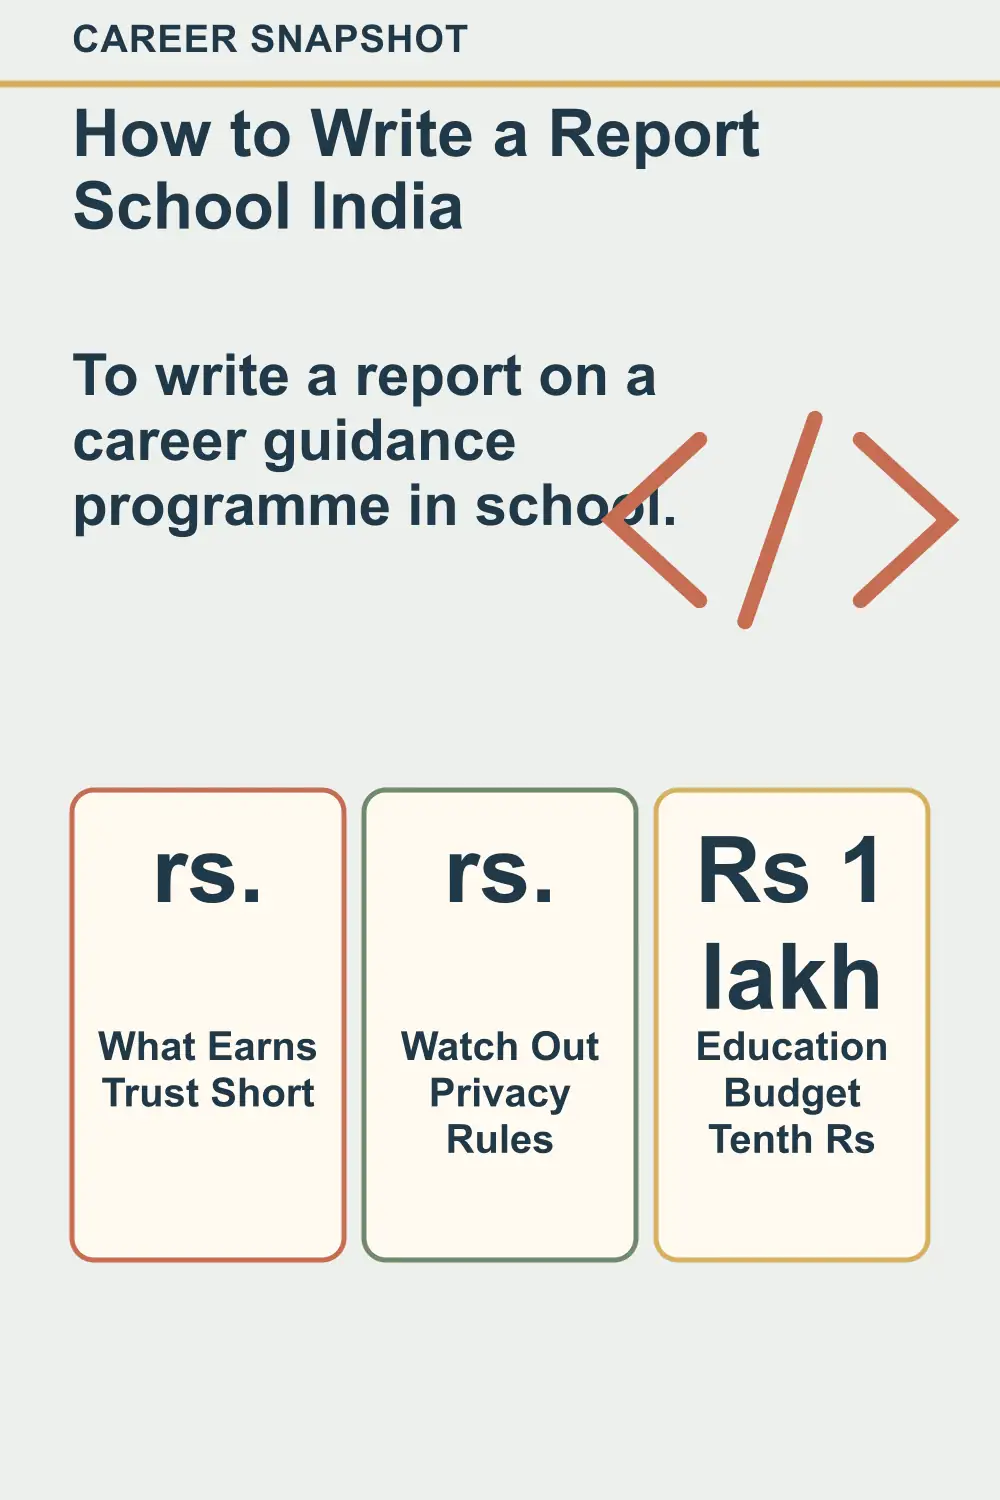 CAREER SNAPSHOT
How to Write a Report
School India
To write a report on a
career guidance
programme in school.
rs.
What Earns
Trust Short
rs.
Watch Out
Privacy
Rules
Rs 1
lakh
Education
Budget
Tenth Rs